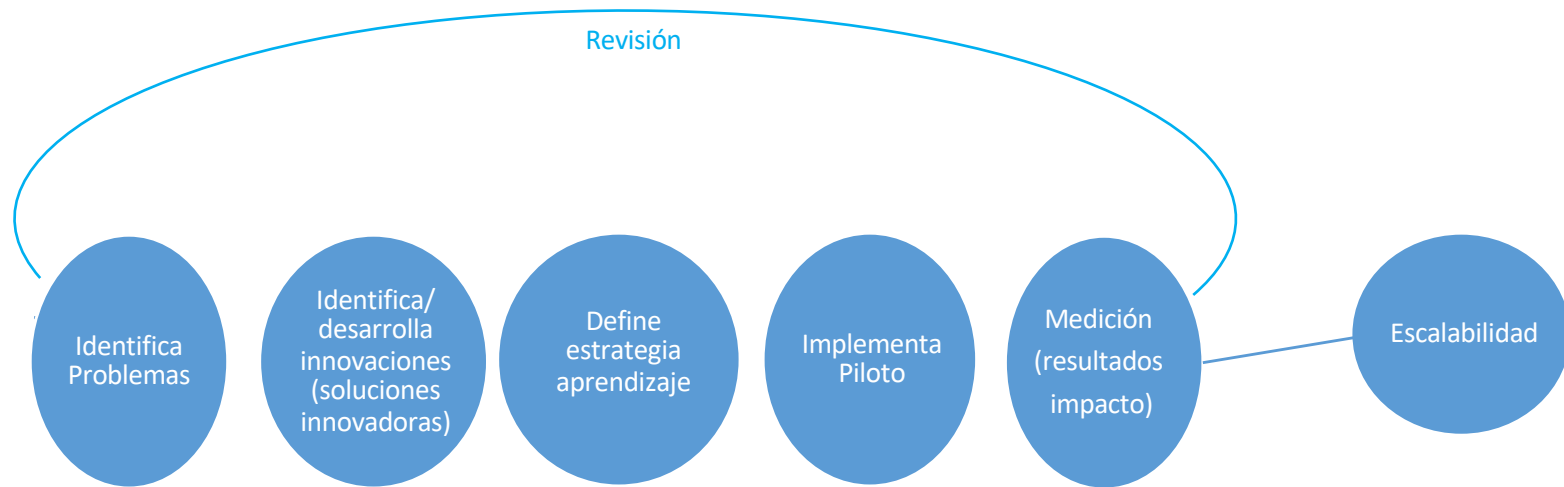 Revisión
Identifica
Problemas
Identifica/
desarrolla
innovaciones
(soluciones
innovadoras)
Define
estrategia
aprendizaje
Implementa
Piloto
Medición
(resultados
impacto)
Escalabilidad